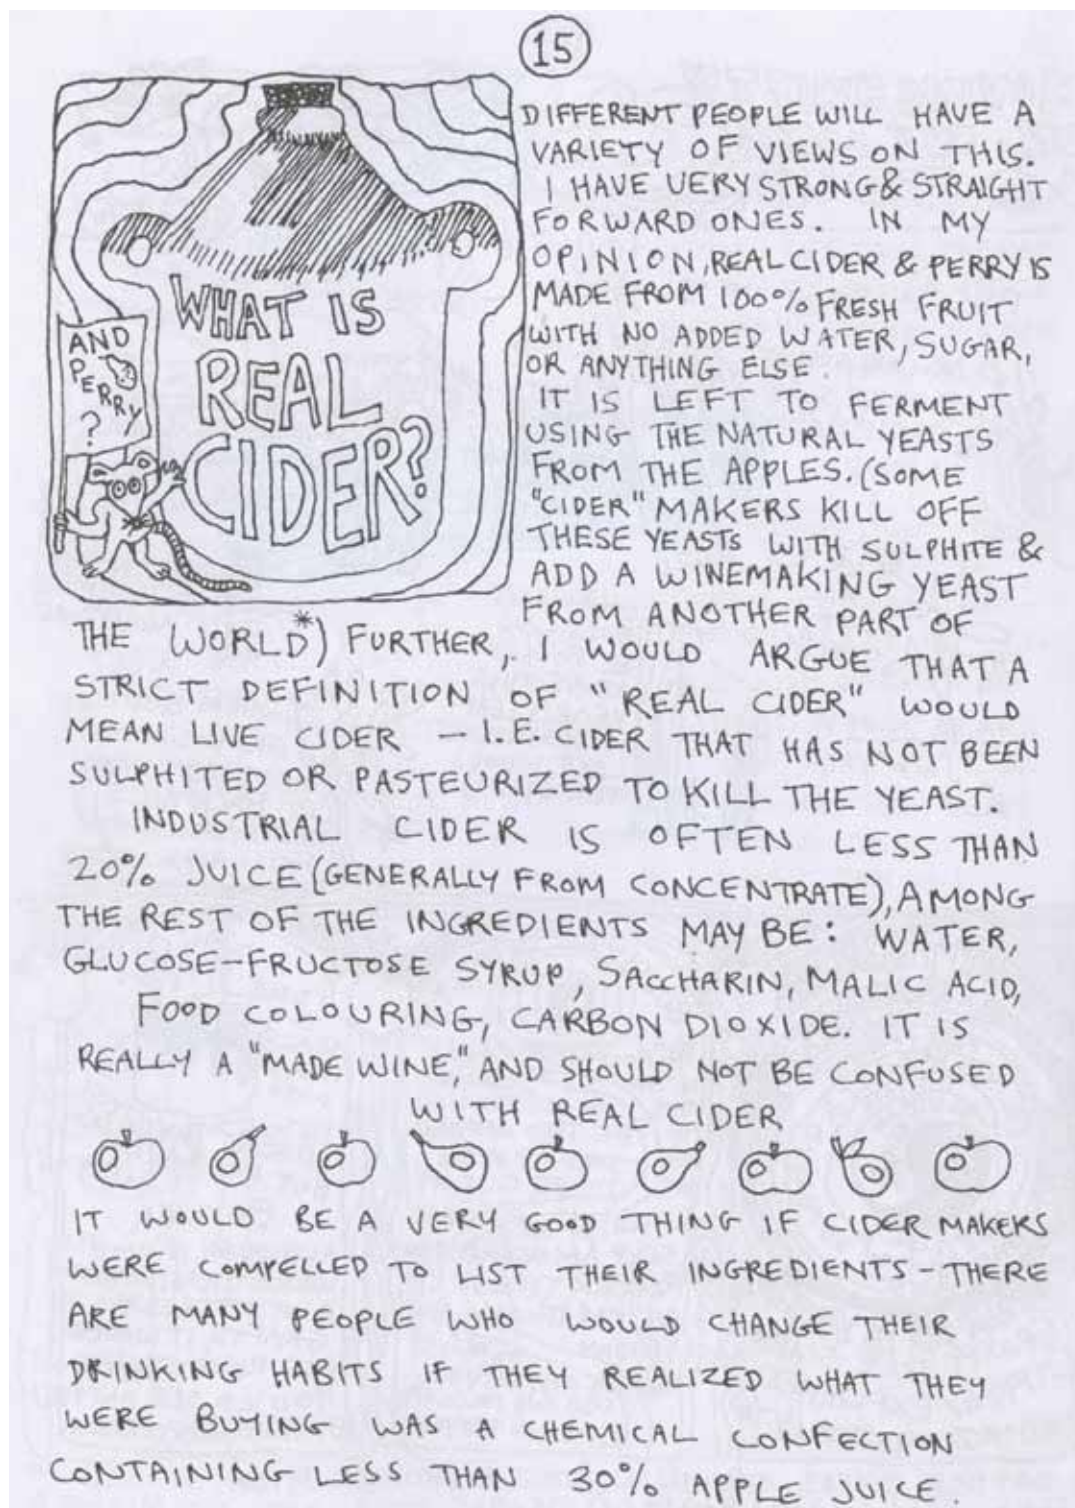 15
WHAT IS
REAL
CIDER?
AND
PERRY
?
DIFFERENT PEOPLE WILL HAVE A
VARIETY OF VIEWS ON THIS.
I HAVE VERY STRONG & STRAIGHT
FORWARD ONES. IN MY
OPINION, REAL CIDER & PERRY IS
MADE FROM 100% FRESH FRUIT
WITH NO ADDED WATER, SUGAR,
OR ANYTHING ELSE.
IT IS LEFT TO FERMENT
USING THE NATURAL YEASTS
FROM THE APPLES. (SOME
"CIDER" MAKERS KILL OFF
THESE YEASTS WITH SULPHITE &
ADD A WINEMAKING YEAST
FROM ANOTHER PART OF
THE WORLD*) FURTHER, I WOULD ARGUE THAT A
STRICT DEFINITION OF "REAL CIDER" WOULD
MEAN LIVE CIDER – I.E. CIDER THAT HAS NOT BEEN
SULPHITED OR PASTEURIZED TO KILL THE YEAST.
INDUSTRIAL CIDER IS OFTEN LESS THAN
20% JUICE (GENERALLY FROM CONCENTRATE), AMONG
THE REST OF THE INGREDIENTS MAY BE: WATER,
GLUCOSE-FRUCTOSE SYRUP, SACCHARIN, MALIC ACID,
FOOD COLOURING, CARBON DIOXIDE. IT IS
REALLY A "MADE WINE," AND SHOULD NOT BE CONFUSED
WITH REAL CIDER
IT WOULD BE A VERY GOOD THING IF CIDER MAKERS
WERE COMPELLED TO LIST THEIR INGREDIENTS – THERE
ARE MANY PEOPLE WHO WOULD CHANGE THEIR
DRINKING HABITS IF THEY REALIZED WHAT THEY
WERE BUYING WAS A CHEMICAL CONFECTION
CONTAINING LESS THAN 30% APPLE JUICE.